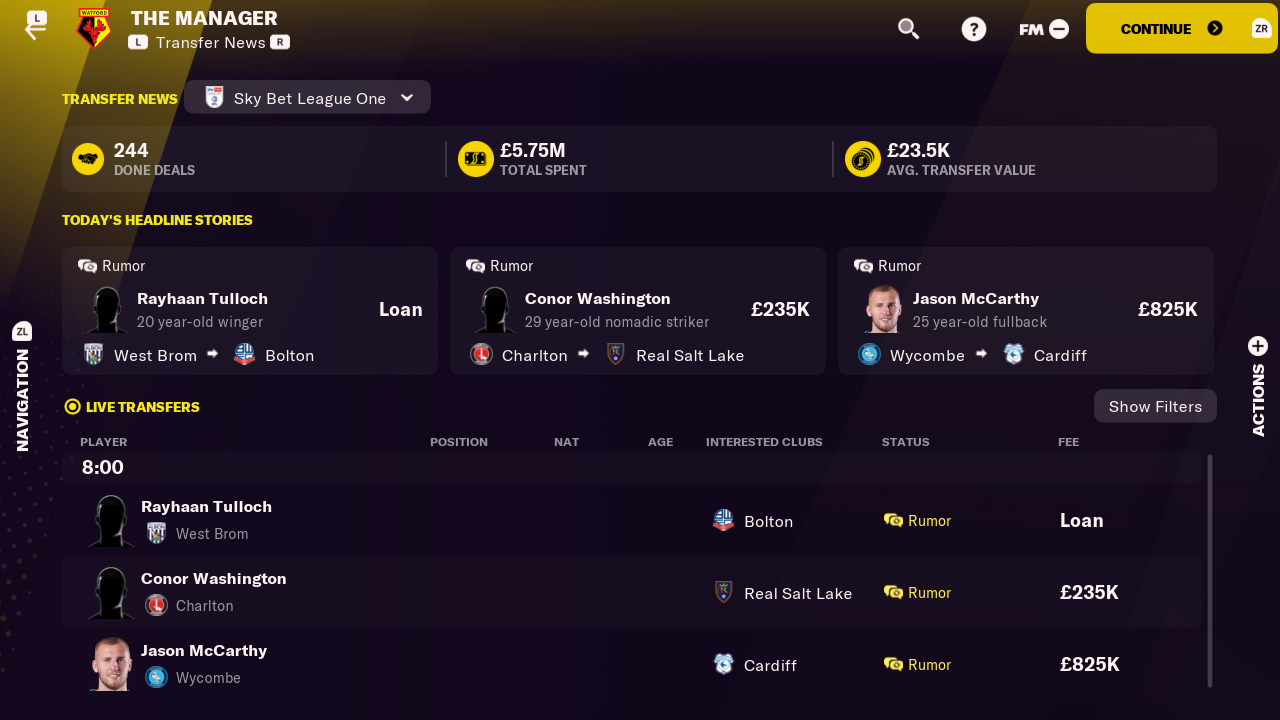 L
WATFORD
THE MANAGER
L Transfer News R
?
FM
CONTINUE
ZR
TRANSFER NEWS
Sky Bet League One
244
DONE DEALS
£5.75M
TOTAL SPENT
£23.5K
AVG. TRANSFER VALUE
TODAY'S HEADLINE STORIES
Rumor
Rayhaan Tulloch
20 year-old winger
Loan
West Brom
Bolton
Rumor
Conor Washington
29 year-old nomadic striker
£235K
Charlton
Real Salt Lake
Rumor
Jason McCarthy
25 year-old fullback
£825K
Wycombe
Cardiff
ZL
NAVIGATION
ACTIONS
LIVE TRANSFERS
Show Filters
PLAYER POSITION NAT AGE INTERESTED CLUBS STATUS FEE
8:00
Rayhaan Tulloch
West Brom
Bolton
Rumor
Loan
Conor Washington
Charlton
Real Salt Lake
Rumor
£235K
Jason McCarthy
Wycombe
Cardiff
Rumor
£825K